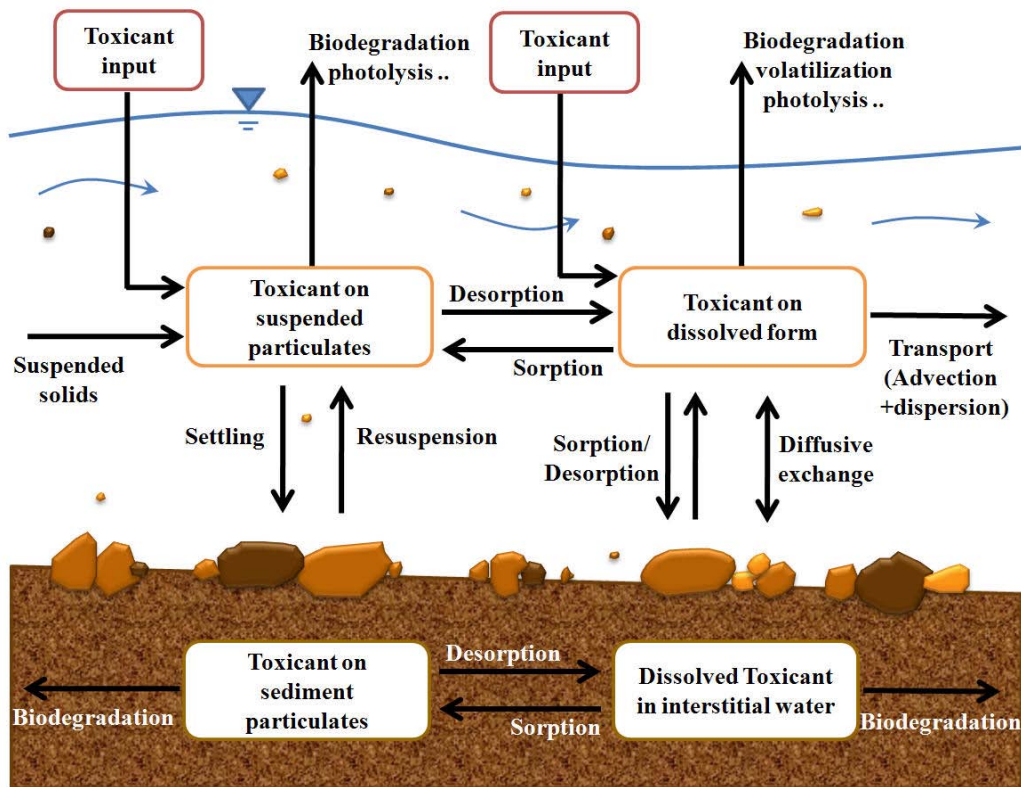 Toxicant
input
Biodegradation
photolysis ..
Toxicant
input
Biodegradation
volatilization
photolysis ..
Toxicant on
suspended
particulates
Desorption
Sorption
Toxicant on
dissolved form
Suspended
solids
Transport
(Advection
+dispersion)
Settling
Resuspension
Sorption/
Desorption
Diffusive
exchange
Toxicant on
sediment
particulates
Desorption
Sorption
Dissolved Toxicant
in interstitial water
Biodegradation
Biodegradation